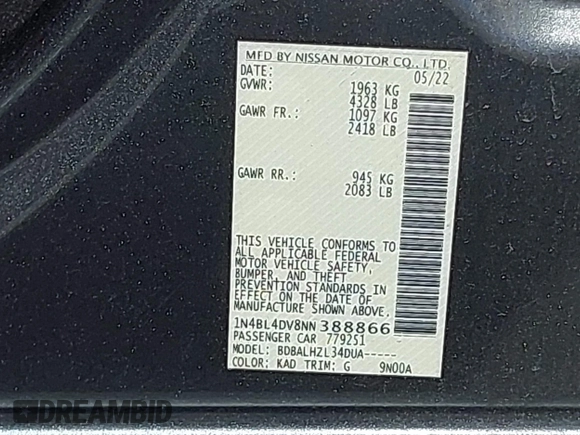 MFD BY NISSAN MOTOR CO., LTD.
DATE: 05/22
GVWR: 1963 KG
4328 LB
GAWR FR.: 1097 KG
2418 LB
GAWR RR.: 945 KG
2083 LB
THIS VEHICLE CONFORMS TO
ALL APPLICABLE FEDERAL
MOTOR VEHICLE SAFETY,
BUMPER, AND THEFT
PREVENTION STANDARDS IN
EFFECT ON THE DATE OF
MANUFACTURE SHOWN ABOVE.
1N4BL4DV8NN388866
PASSENGER CAR 779251
MODEL: BDBALHZL34DUA-----
COLOR: KAD TRIM: G 9N00A
DREAMBID